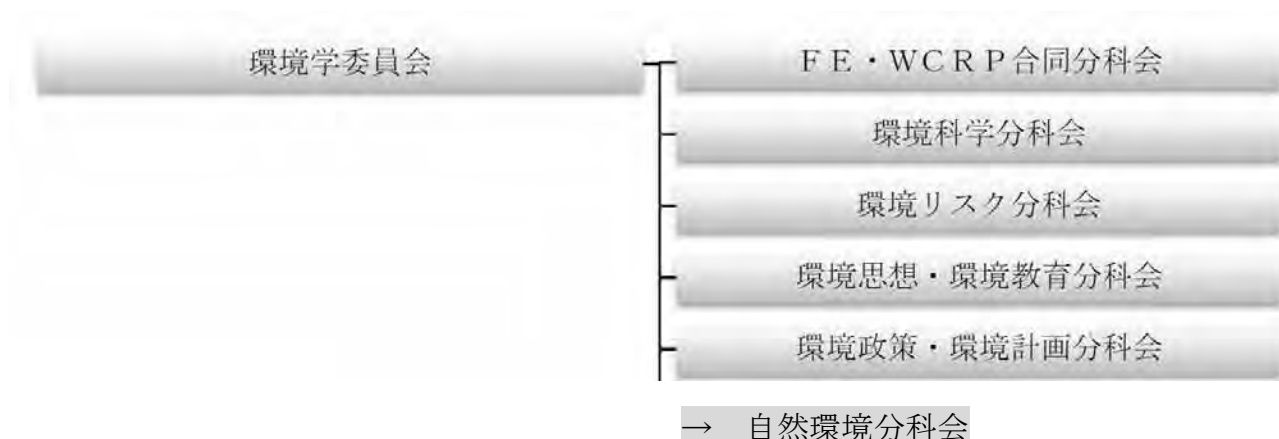 環境学委員会
ＦＥ・ＷＣＲＰ合同分科会
環境科学分科会
環境リスク分科会
環境思想・環境教育分科会
環境政策・環境計画分科会
→　自然環境分科会